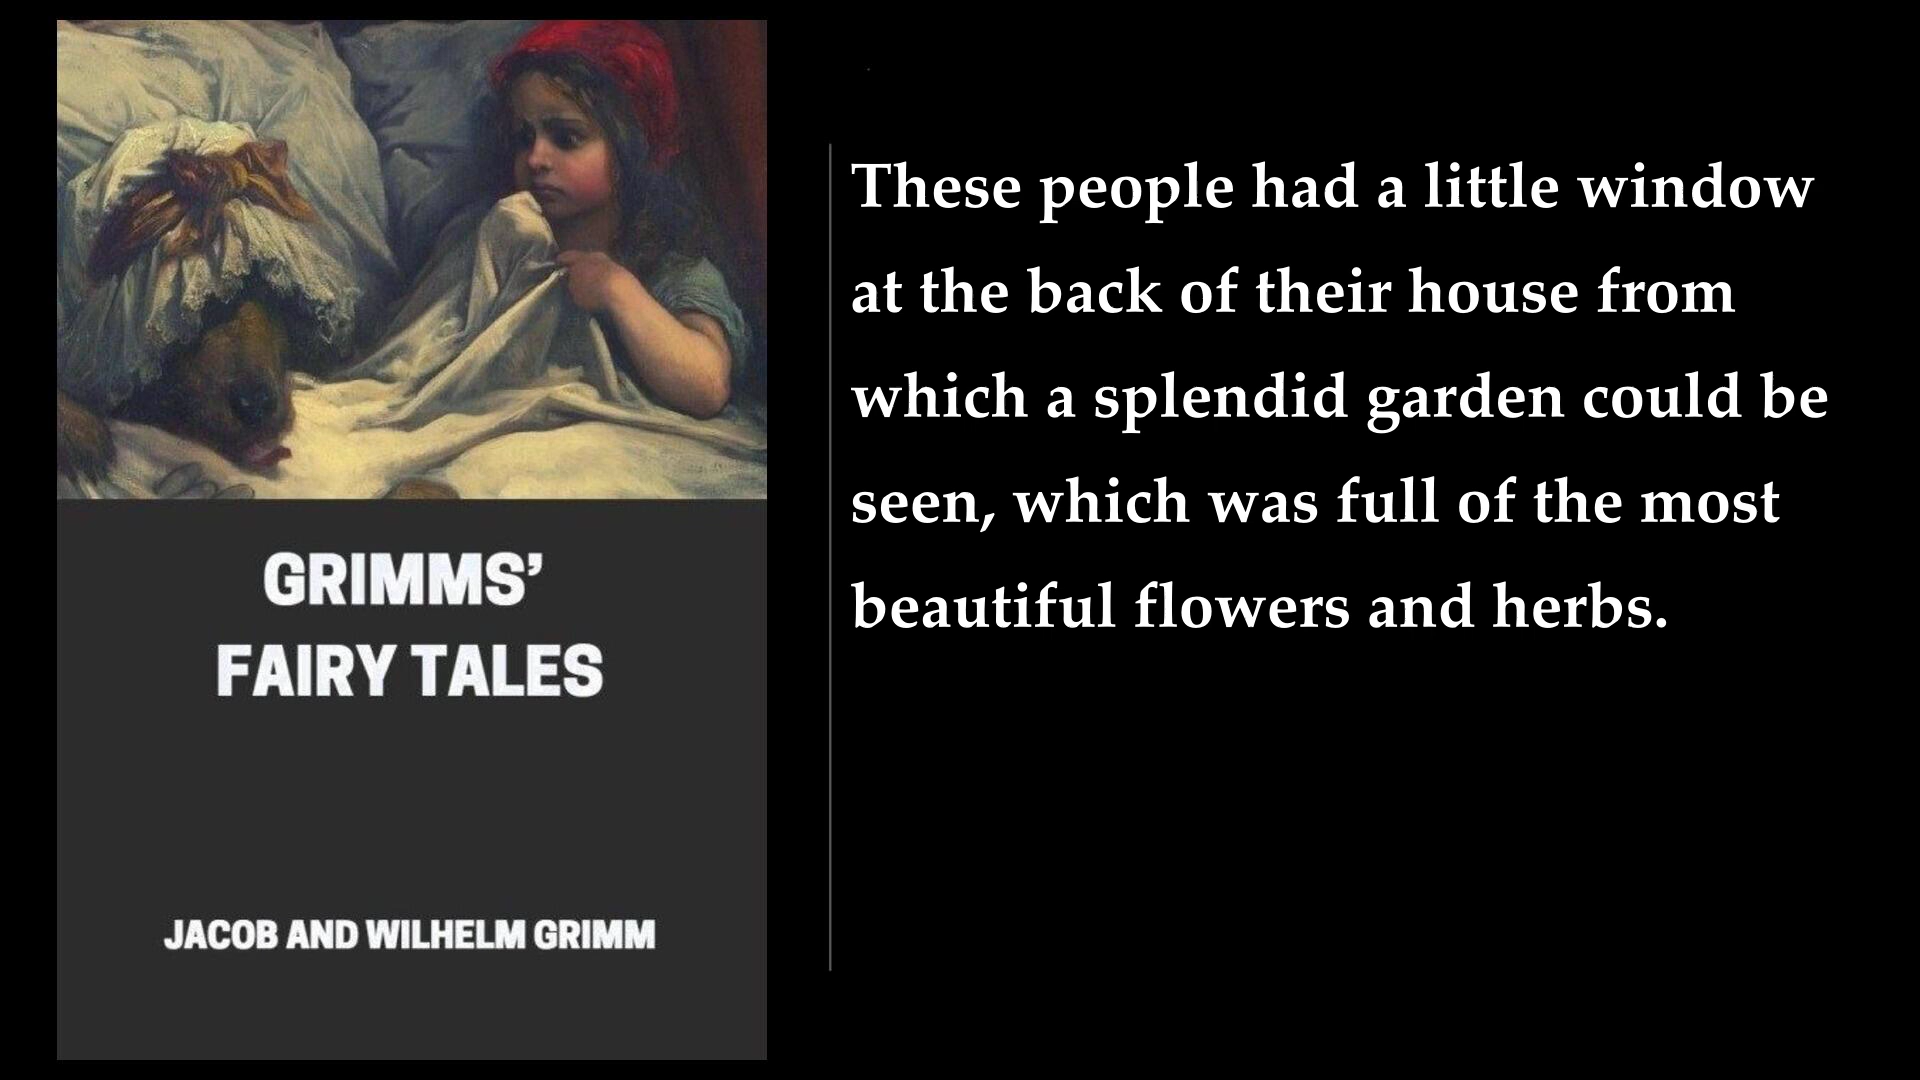 GRIMMS’
FAIRY TALES
JACOB AND WILHELM GRIMM
These people had a little window
at the back of their house from
which a splendid garden could be
seen, which was full of the most
beautiful flowers and herbs.